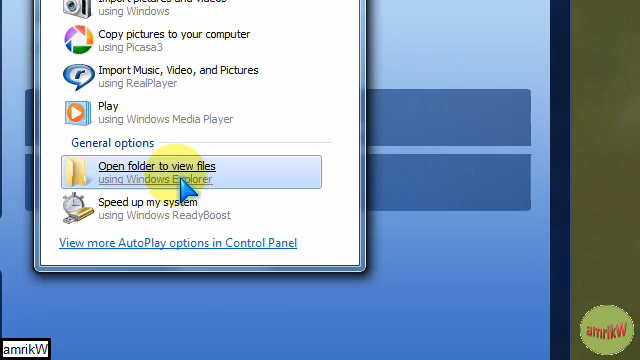 Import pictures and videos
using Windows
Copy pictures to your computer
using Picasa3
Import Music, Video, and Pictures
using RealPlayer
Play
using Windows Media Player
General options
Open folder to view files
using Windows Explorer
Speed up my system
using Windows ReadyBoost
View more AutoPlay options in Control Panel
amrikW
amrikW